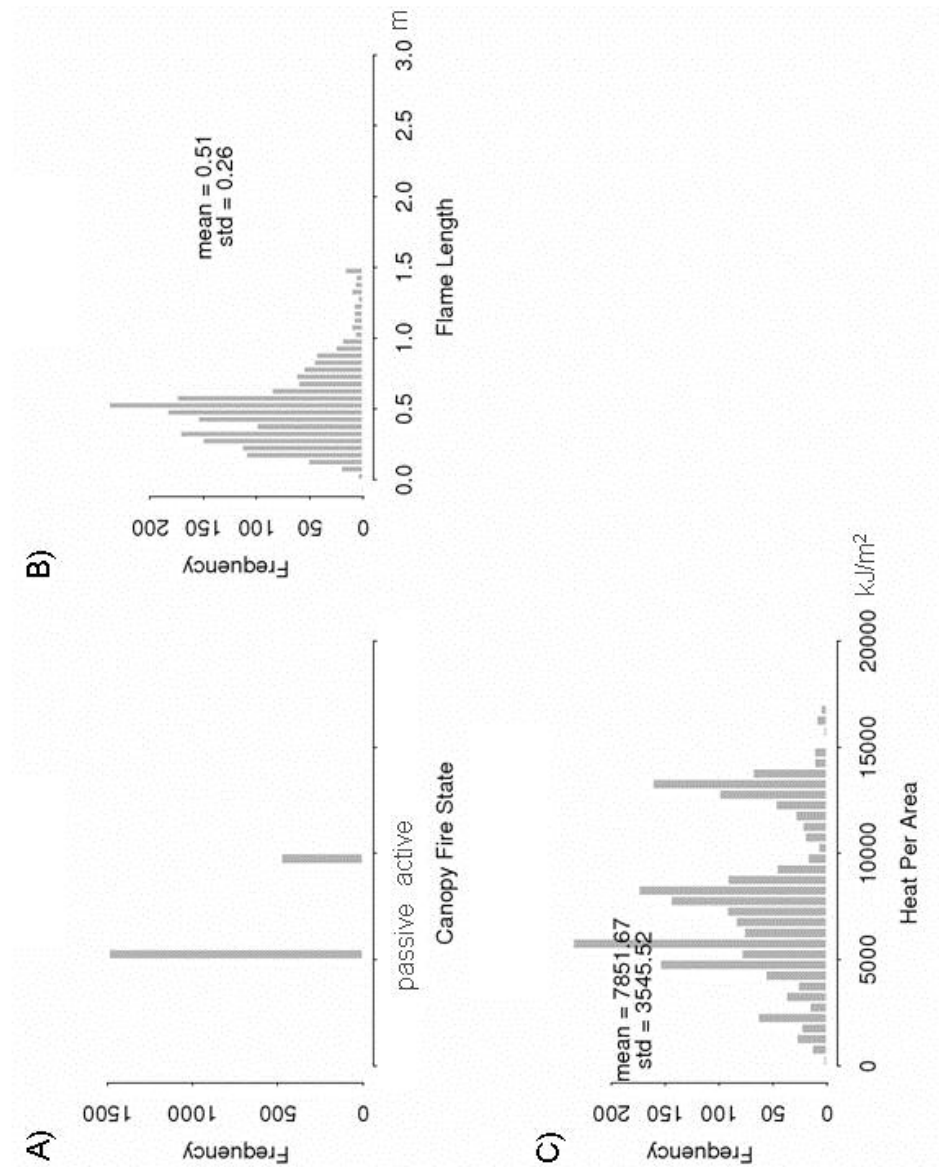 A)
Frequency
1500
1000
500
0
passive active
Canopy Fire State
B)
Frequency
200
150
100
50
0
mean = 0.51
std = 0.26
0.0 0.5 1.0 1.5 2.0 2.5 3.0 m
Flame Length
C)
Frequency
200
150
100
50
0
mean = 7851.67
std = 3545.52
0 5000 10000 15000 20000 kJ/m²
Heat Per Area